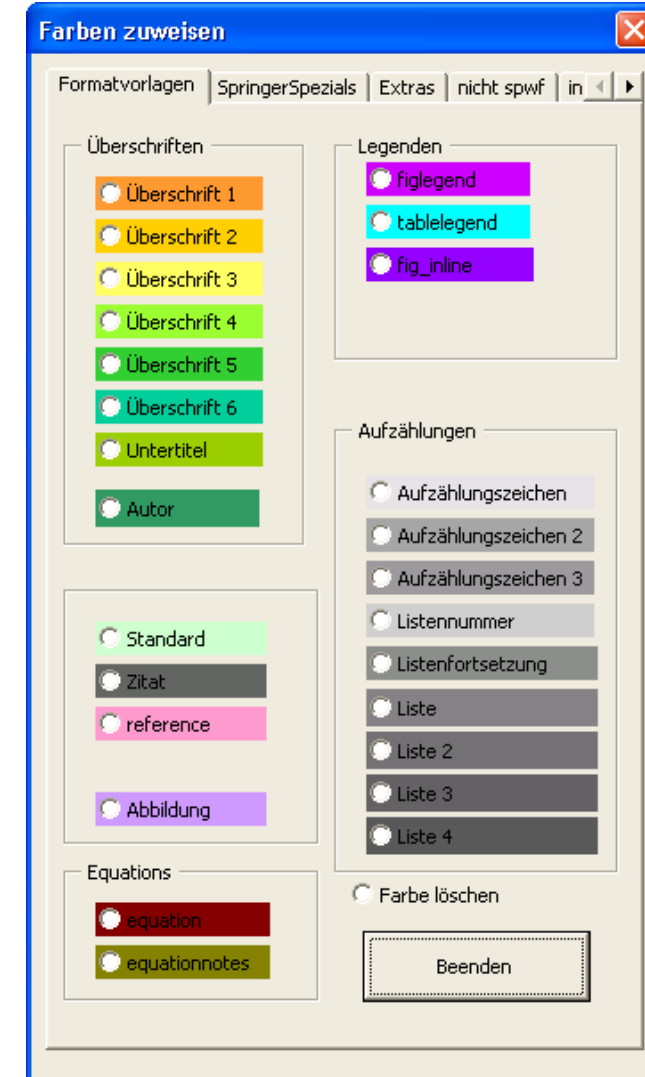 Farben zuweisen
Formatvorlagen SpringerSpezials Extras nicht spwf in
Überschriften
Überschrift 1
Überschrift 2
Überschrift 3
Überschrift 4
Überschrift 5
Überschrift 6
Untertitel
Autor
Standard
Zitat
reference
Abbildung
Equations
equation
equationnotes
Legenden
figlegend
tablelegend
fig_inline
Aufzählungen
Aufzählungszeichen
Aufzählungszeichen 2
Aufzählungszeichen 3
Listennummer
Listenfortsetzung
Liste
Liste 2
Liste 3
Liste 4
Farbe löschen
Beenden